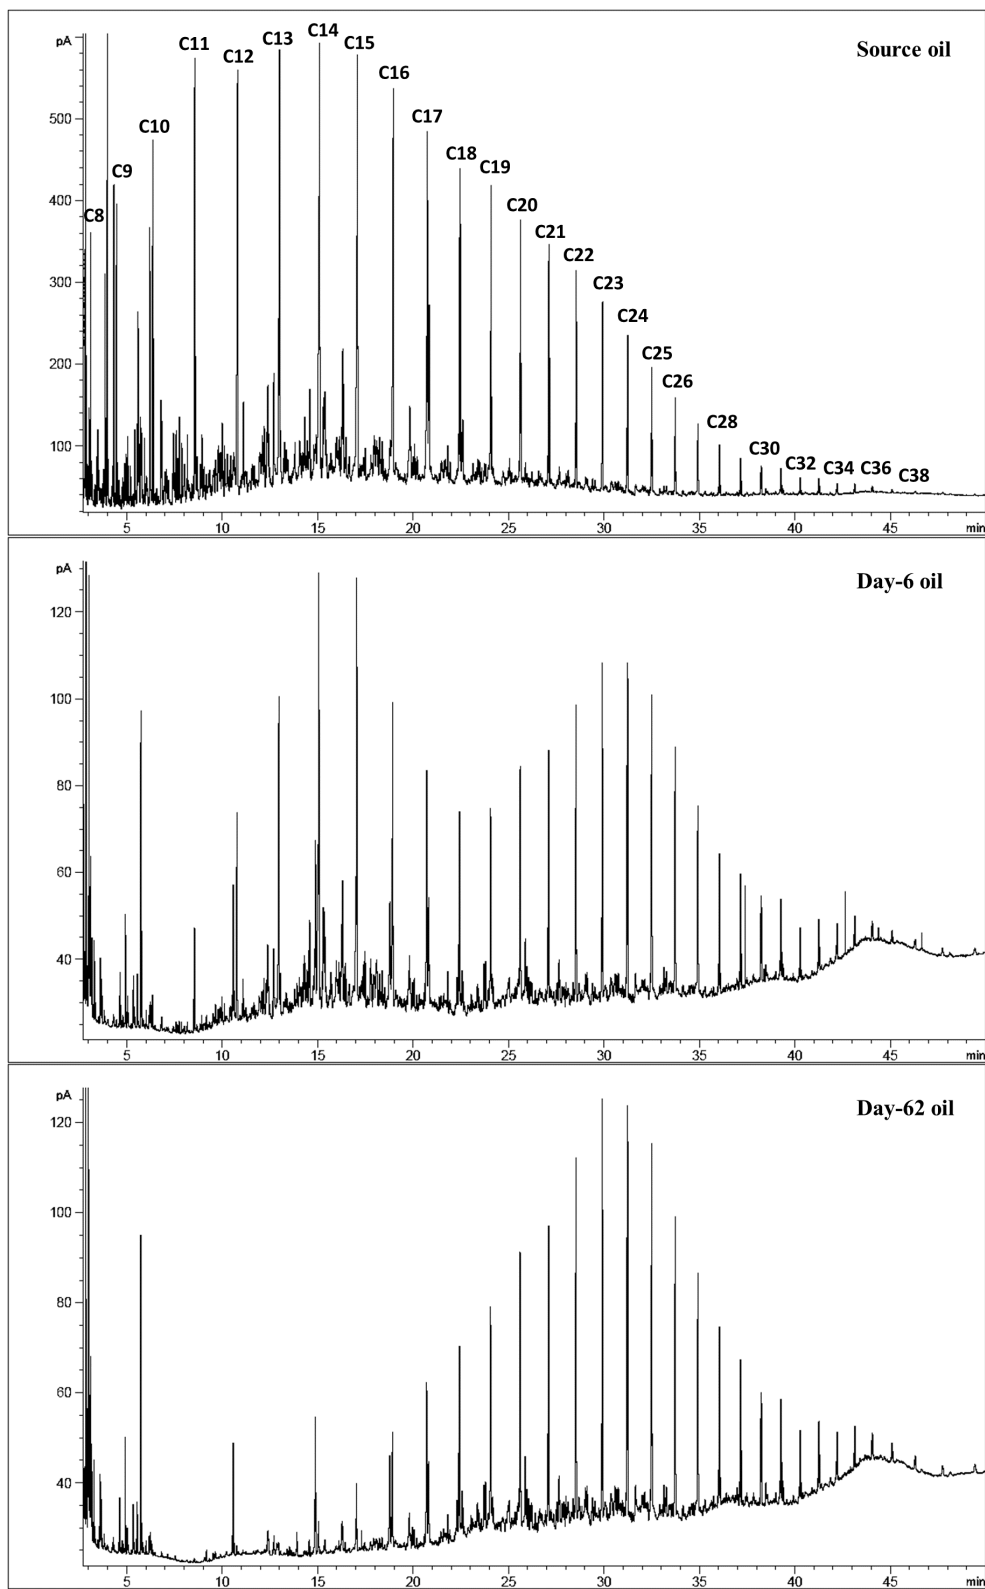 pA
Source oil
C8
C9
C10
C11
C12
C13
C14
C15
C16
C17
C18
C19
C20
C21
C22
C23
C24
C25
C26
C28
C30
C32
C34
C36
C38
500
400
300
200
100
5 10 15 20 25 30 35 40 45 min
pA
Day-6 oil
120
100
80
60
40
5 10 15 20 25 30 35 40 45 min
pA
Day-62 oil
120
100
80
60
40
5 10 15 20 25 30 35 40 45 min